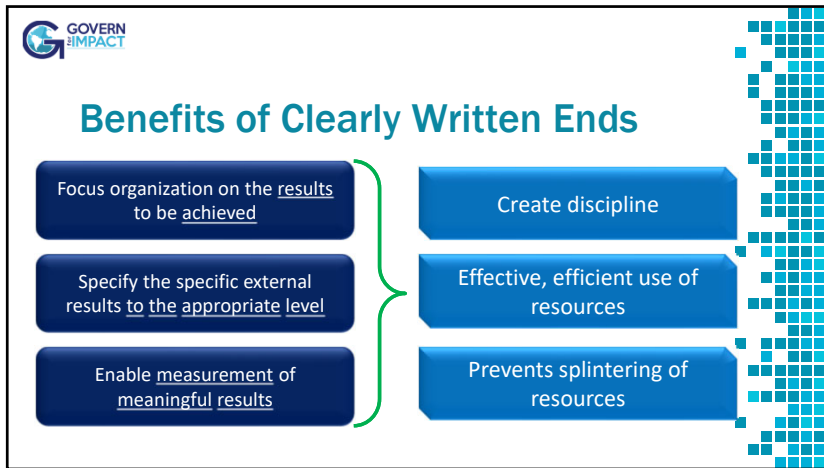 GOVERN
FOR IMPACT
Benefits of Clearly Written Ends
Focus organization on the results
to be achieved
Specify the specific external
results to the appropriate level
Enable measurement of
meaningful results
Create discipline
Effective, efficient use of
resources
Prevents splintering of
resources